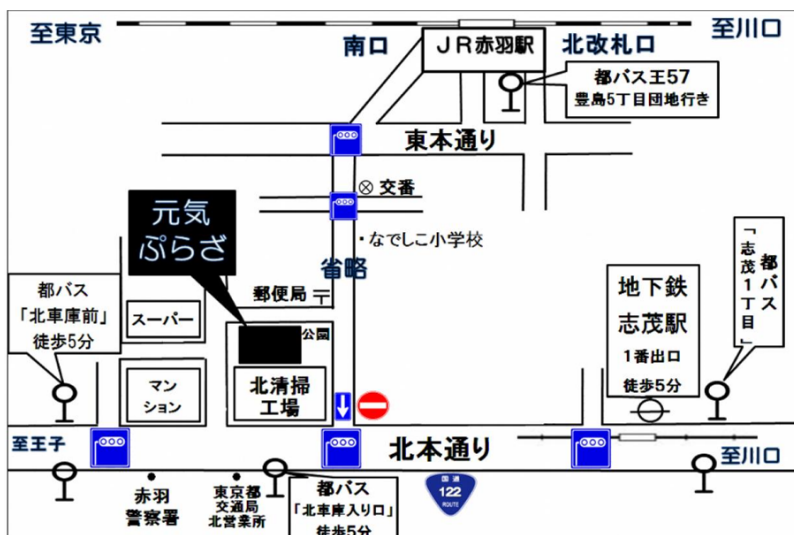 至東京
南口
JR赤羽駅
北改札口
至川口
都バス王57
豊島5丁目団地行き
東本通り
交番
元気
ぷらざ
・なでしこ小学校
省略
郵便局〒
都バス
「志茂1丁目」
都バス
「北車庫前」
徒歩5分
スーパー
公園
地下鉄
志茂駅
1番出口
徒歩5分
マン
ション
北清掃
工場
至王子
北本通り
至川口
赤羽
警察署
東京都
交通局
北営業所
都バス
「北車庫入り口」
徒歩5分
国道
122
ROUTE